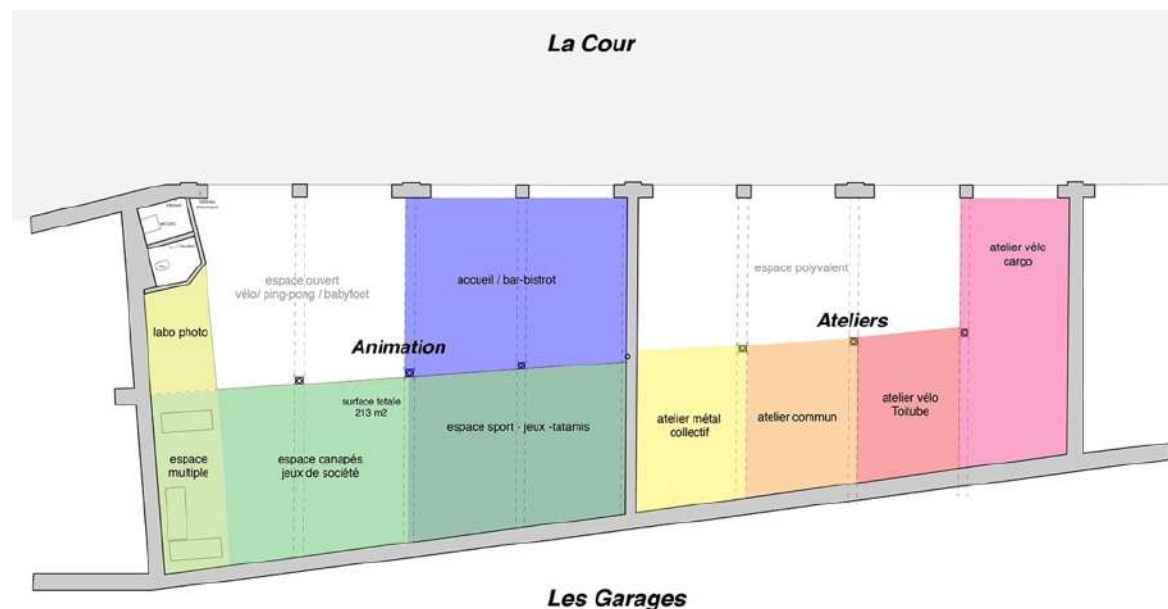 La Cour
espace ouvert
vélo/ ping-pong / babyfoot
accueil / bar-bistrot
espace polyvalent
atelier vélo
cargo
labo photo
Animation
Ateliers
surface totale
213 m2
espace sport - jeux -tatamis
atelier métal
collectif
atelier commun
atelier vélo
Toitube
espace
multiple
espace canapés
jeux de société
Les Garages